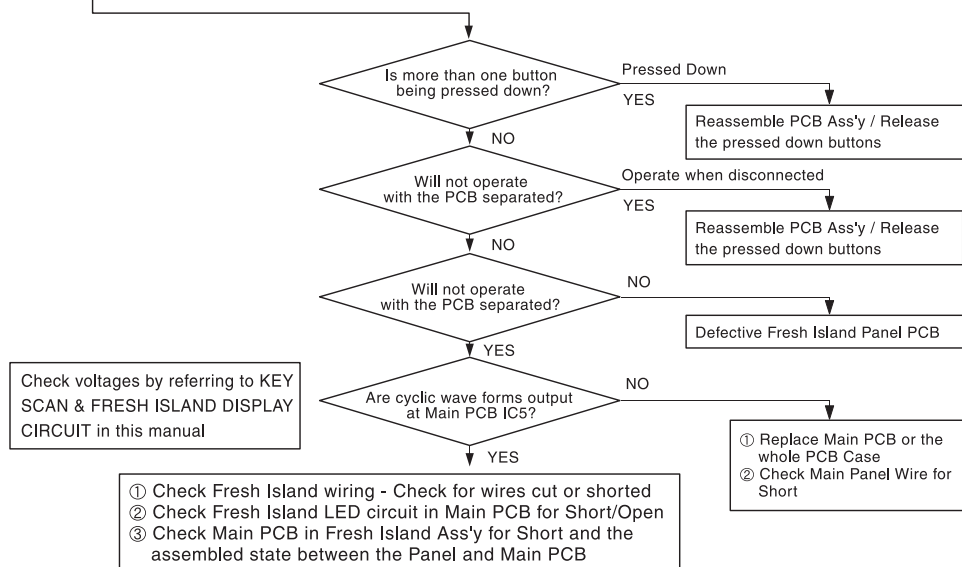 Is more than one button
being pressed down?
Pressed Down
YES
Reassemble PCB Ass'y / Release
the pressed down buttons
NO
Will not operate
with the PCB separated?
Operate when disconnected
YES
Reassemble PCB Ass'y / Release
the pressed down buttons
NO
Will not operate
with the PCB separated?
NO
Defective Fresh Island Panel PCB
YES
Check voltages by referring to KEY
SCAN & FRESH ISLAND DISPLAY
CIRCUIT in this manual
Are cyclic wave forms output
at Main PCB IC5?
NO
① Replace Main PCB or the
whole PCB Case
② Check Main Panel Wire for
Short
YES
① Check Fresh Island wiring - Check for wires cut or shorted
② Check Fresh Island LED circuit in Main PCB for Short/Open
③ Check Main PCB in Fresh Island Ass'y for Short and the
assembled state between the Panel and Main PCB